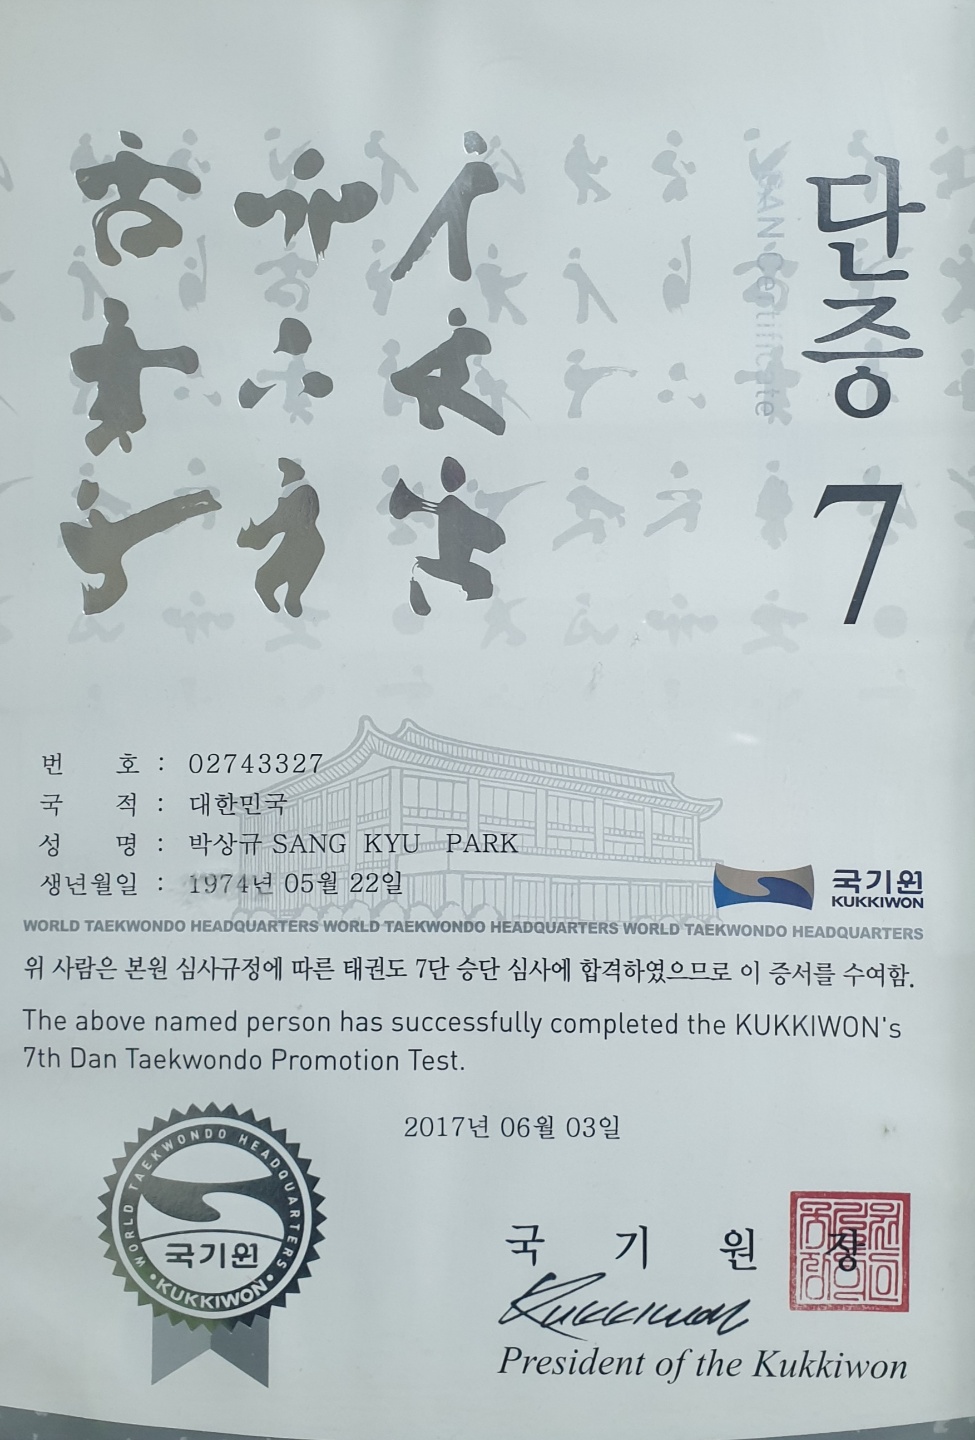 단증
7
DAN Certificate
번 호 : 02743327
국 적 : 대한민국
성 명 : 박상규 SANG KYU PARK
생년월일 : 1974년 05월 22일
국기원
KUKKIWON
WORLD TAEKWONDO HEADQUARTERS WORLD TAEKWONDO HEADQUARTERS WORLD TAEKWONDO HEADQUARTERS
위 사람은 본원 심사규정에 따른 태권도 7단 승단 심사에 합격하였으므로 이 증서를 수여함.
The above named person has successfully completed the KUKKIWON's
7th Dan Taekwondo Promotion Test.
2017년 06월 03일
WORLD TAEKWONDO HEADQUARTERS
국기원
KUKKIWON
국 기 원 장
Kukkiwon
President of the Kukkiwon